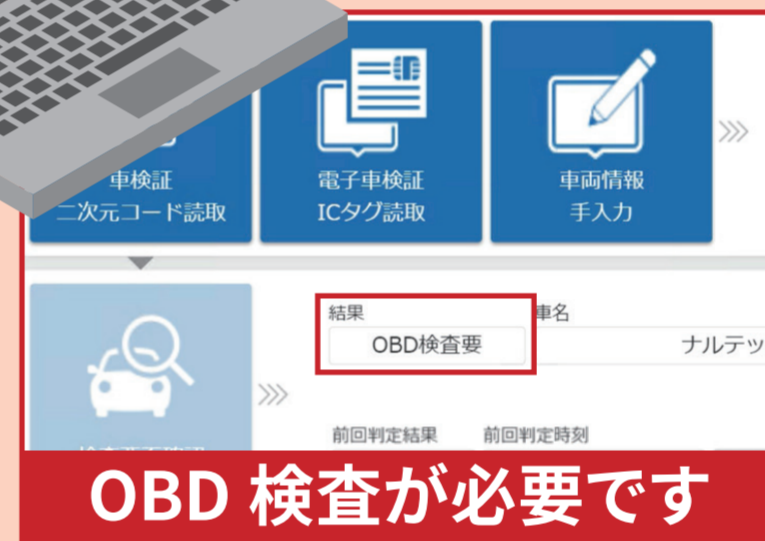 車検証
二次元コード読取
電子車検証
ICタグ読取
車両情報
手入力
結果
車名
OBD検査要
ナルテッ
前回判定結果
前回判定時刻
OBD 検査が必要です